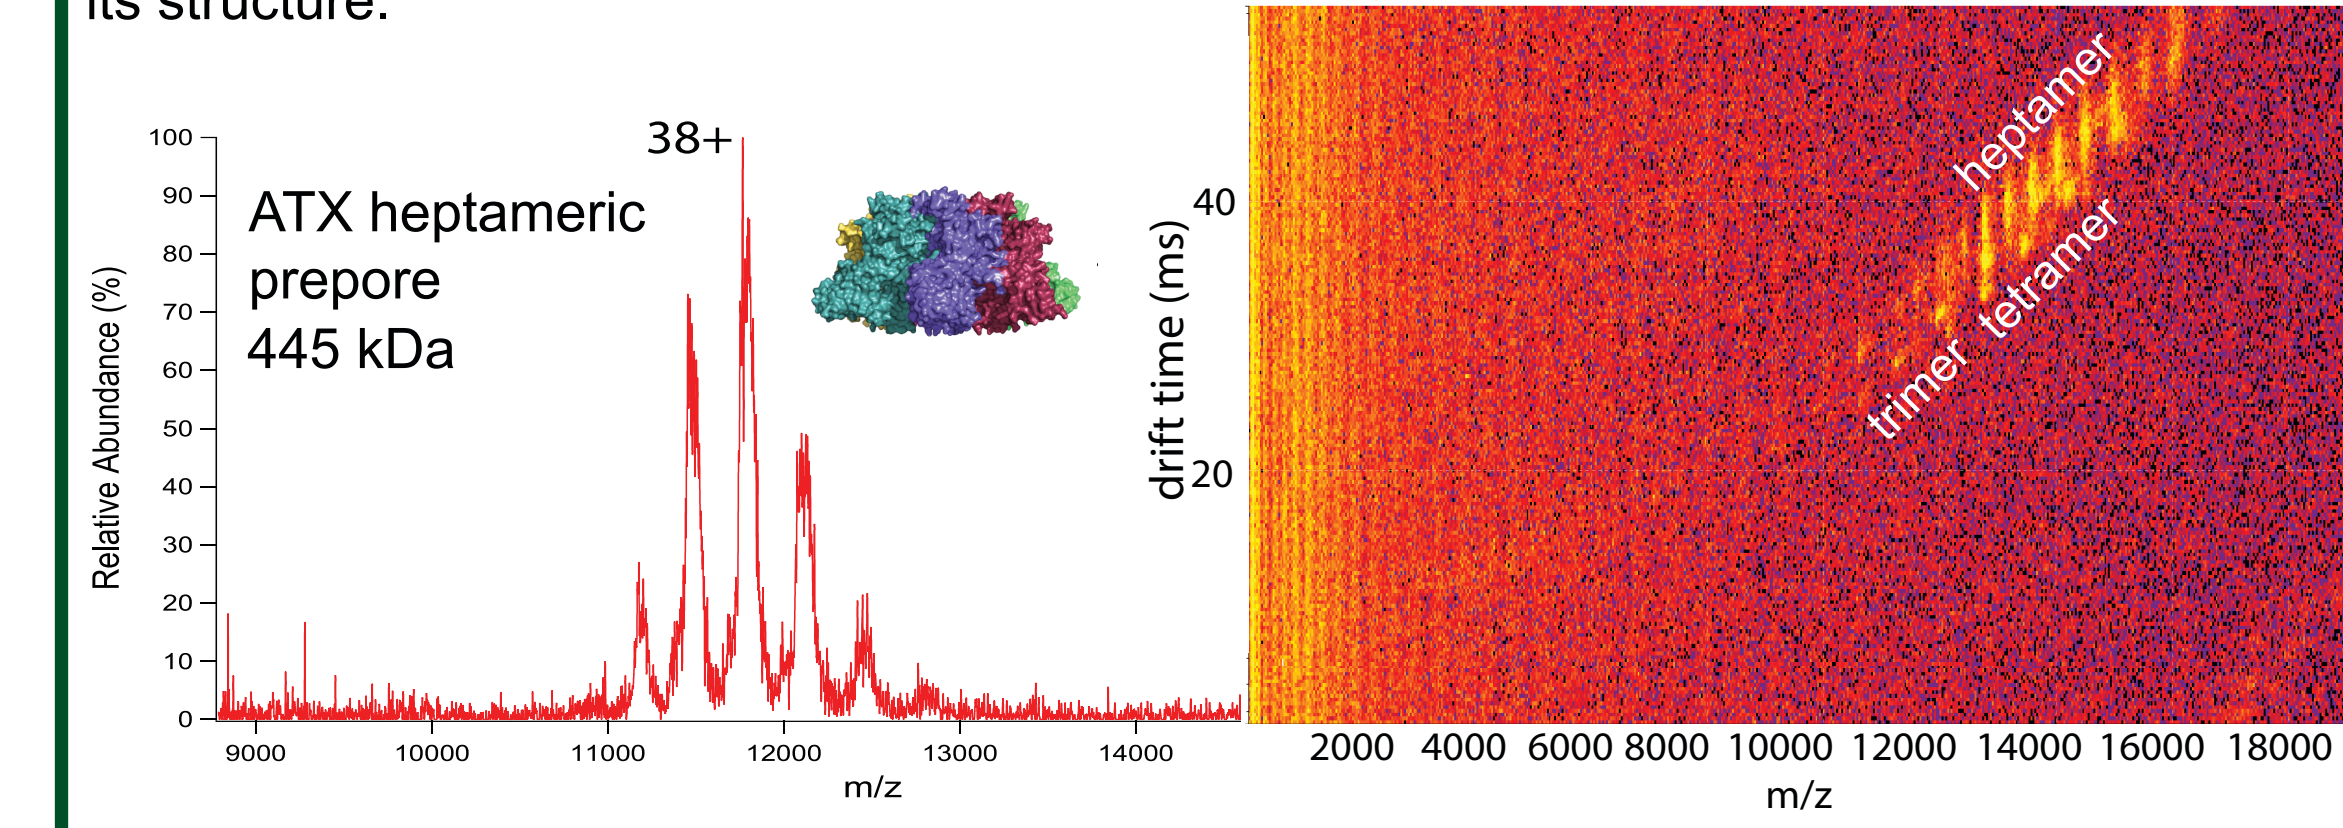 its structure.
38+
ATX heptameric
prepore
445 kDa
Relative Abundance (%)
100
90
80
70
60
50
40
30
20
10
0
9000 10000 11000 12000 13000 14000
m/z
heptamer
tetramer
trimer
drift time (ms)
40
20
2000 4000 6000 8000 10000 12000 14000 16000 18000
m/z